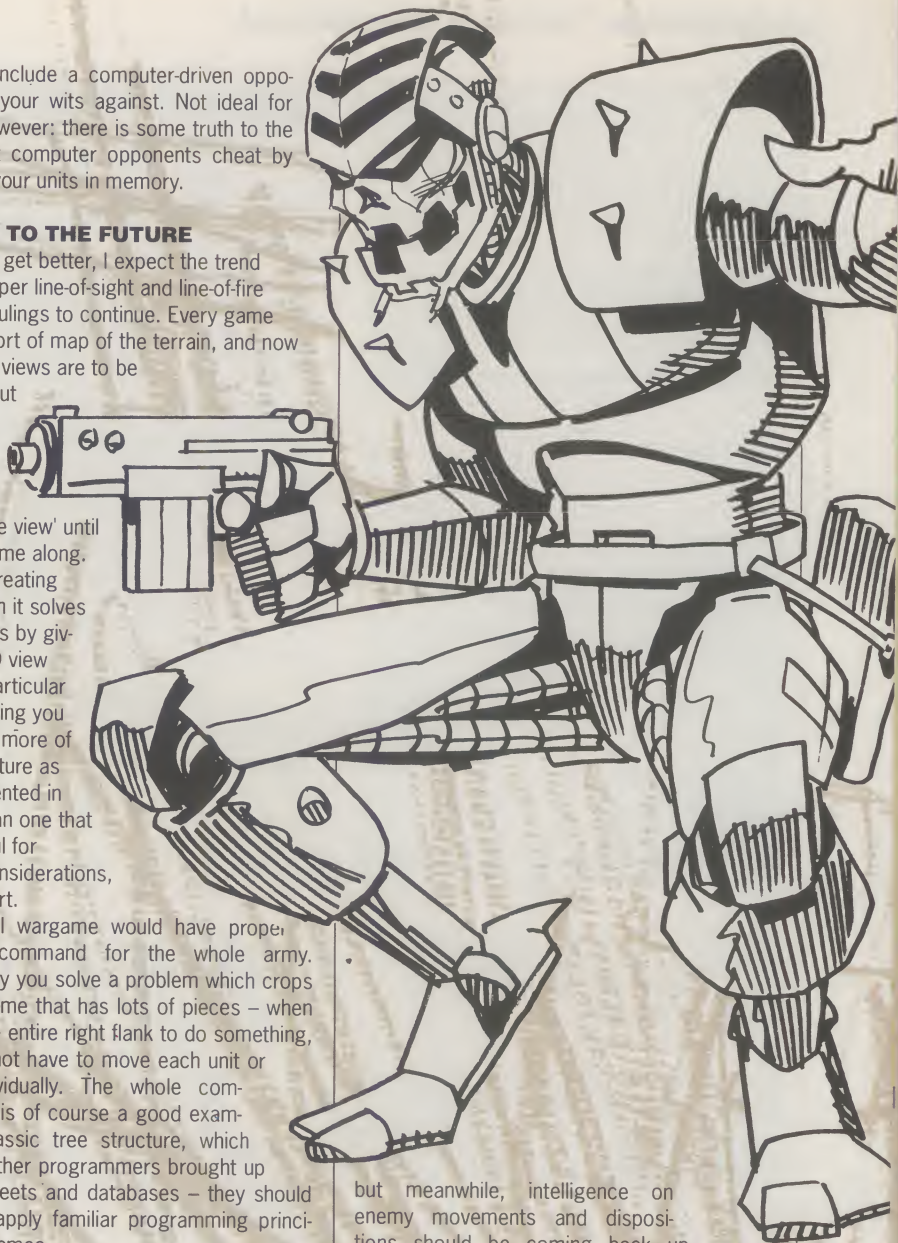 nclude a computer-driven oppo-
your wits against. Not ideal for
wever: there is some truth to the
computer opponents cheat by
our units in memory.
TO THE FUTURE
get better, I expect the trend
per line-of-sight and line-of-fire
ulings to continue. Every game
ort of map of the terrain, and now
views are to be
ut
e view' until
me along.
reating
it solves
s by giv-
view
articular
ing you
more of
ture as
ented in
an one that
l for
nsiderations,
rt.
l wargame would have proper
command for the whole army.
y you solve a problem which crops
me that has lots of pieces – when
entire right flank to do something,
not have to move each unit or
vidually. The whole com-
is of course a good exam-
assic tree structure, which
ther programmers brought up
eets and databases – they should
apply familiar programming princi-
but meanwhile, intelligence on
enemy movements and disposi-
tions should be coming back up